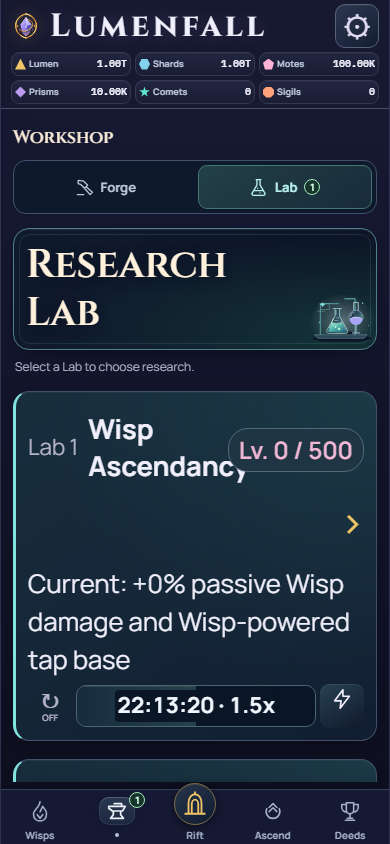 LUMENFALL
Lumen 1.00T
Shards 1.00T
Motes 100.00K
Prisms 10.00K
Comets 0
Sigils 0
WORKSHOP
Forge
Lab 1
RESEARCH
LAB
Select a Lab to choose research.
Lab 1
Wisp
Ascendancy
Lv. 0 / 500
Current: +0% passive Wisp
damage and Wisp-powered
tap base
OFF
22:13:20 · 1.5x
1
Wisps
Rift
Ascend
Deeds